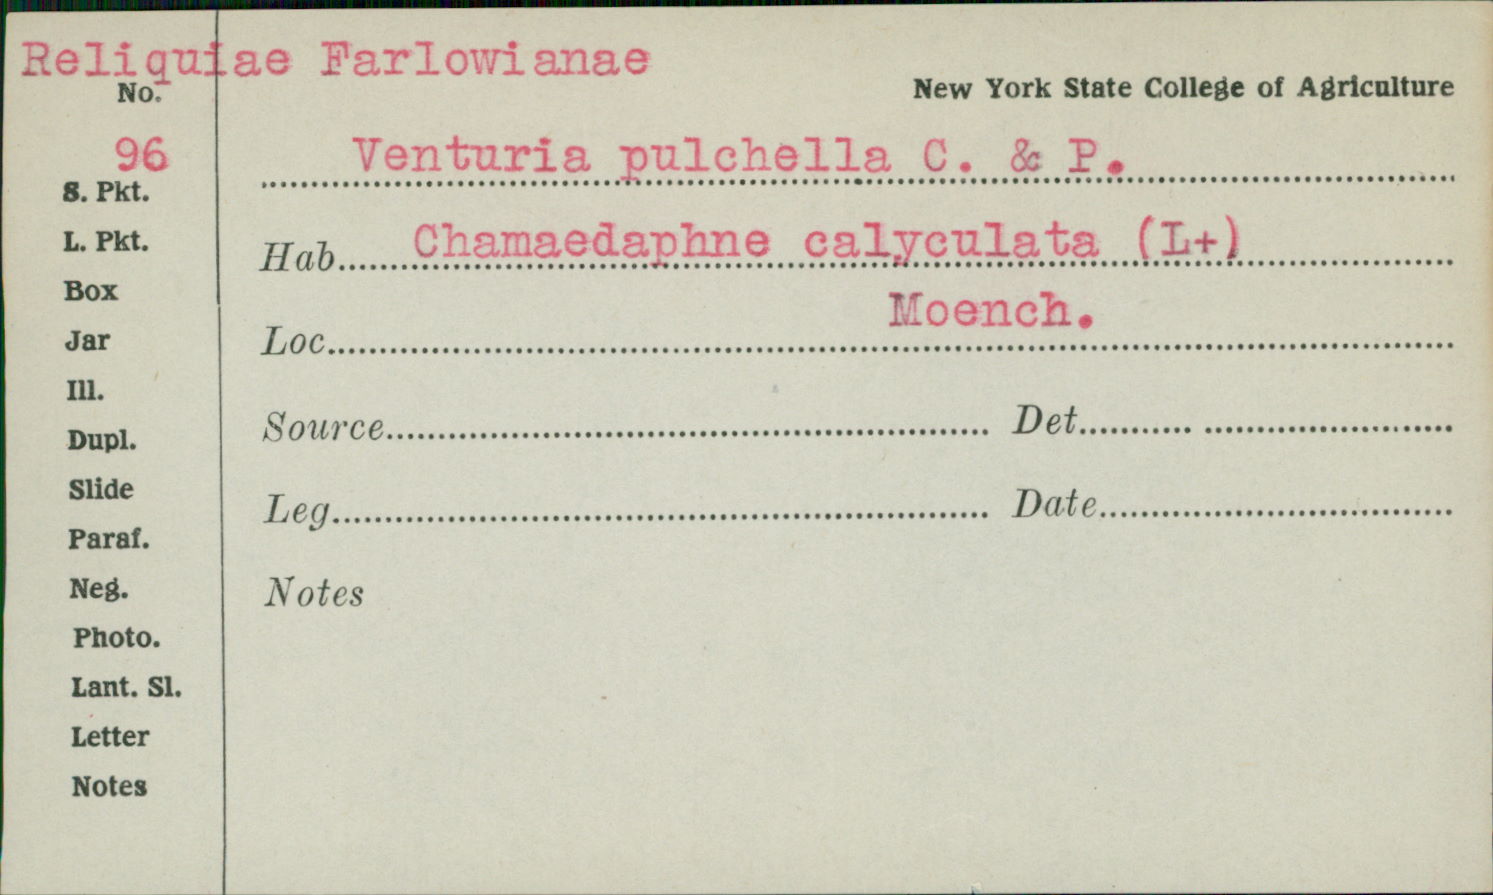 Reliquiae Farlowianae
No.
New York State College of Agriculture
96
Venturia pulchella C. & P.
S. Pkt.
L. Pkt.
Hab. Chamaedaphne calyculata (L+)
Moench.
Box
Jar
Loc.
Ill.
Dupl.
Source Det.
Slide
Leg. Date
Paraf.
Neg.
Notes
Photo.
Lant. Sl.
Letter
Notes